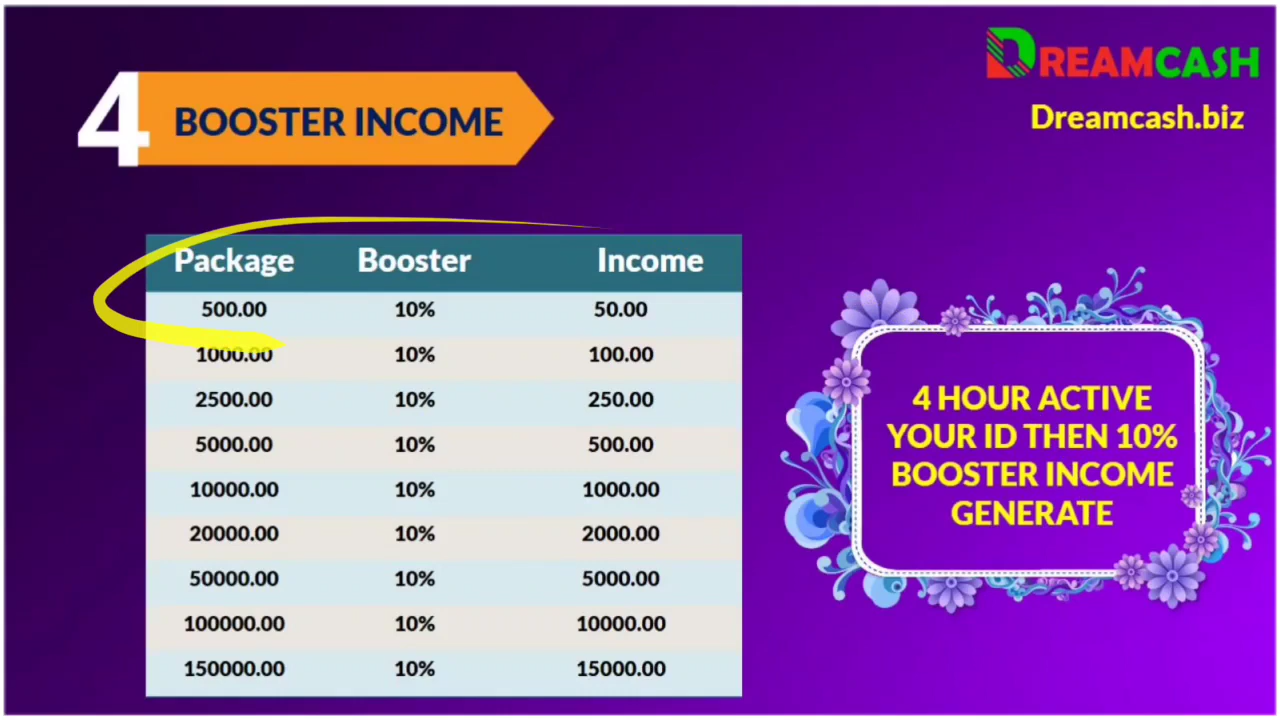 DREAMCASH
Dreamcash.biz
4 BOOSTER INCOME
Package Booster Income
500.00 10% 50.00
1000.00 10% 100.00
2500.00 10% 250.00
5000.00 10% 500.00
10000.00 10% 1000.00
20000.00 10% 2000.00
50000.00 10% 5000.00
100000.00 10% 10000.00
150000.00 10% 15000.00
4 HOUR ACTIVE
YOUR ID THEN 10%
BOOSTER INCOME
GENERATE